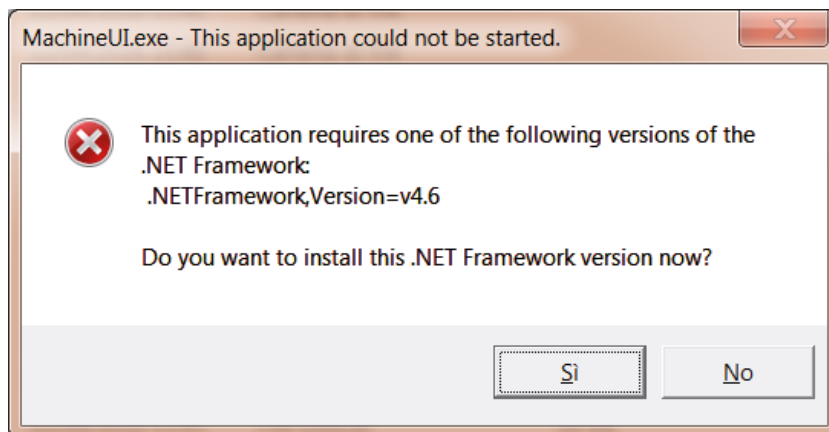 MachineUI.exe - This application could not be started.
This application requires one of the following versions of the
.NET Framework:
.NETFramework,Version=v4.6
Do you want to install this .NET Framework version now?
Sì
No